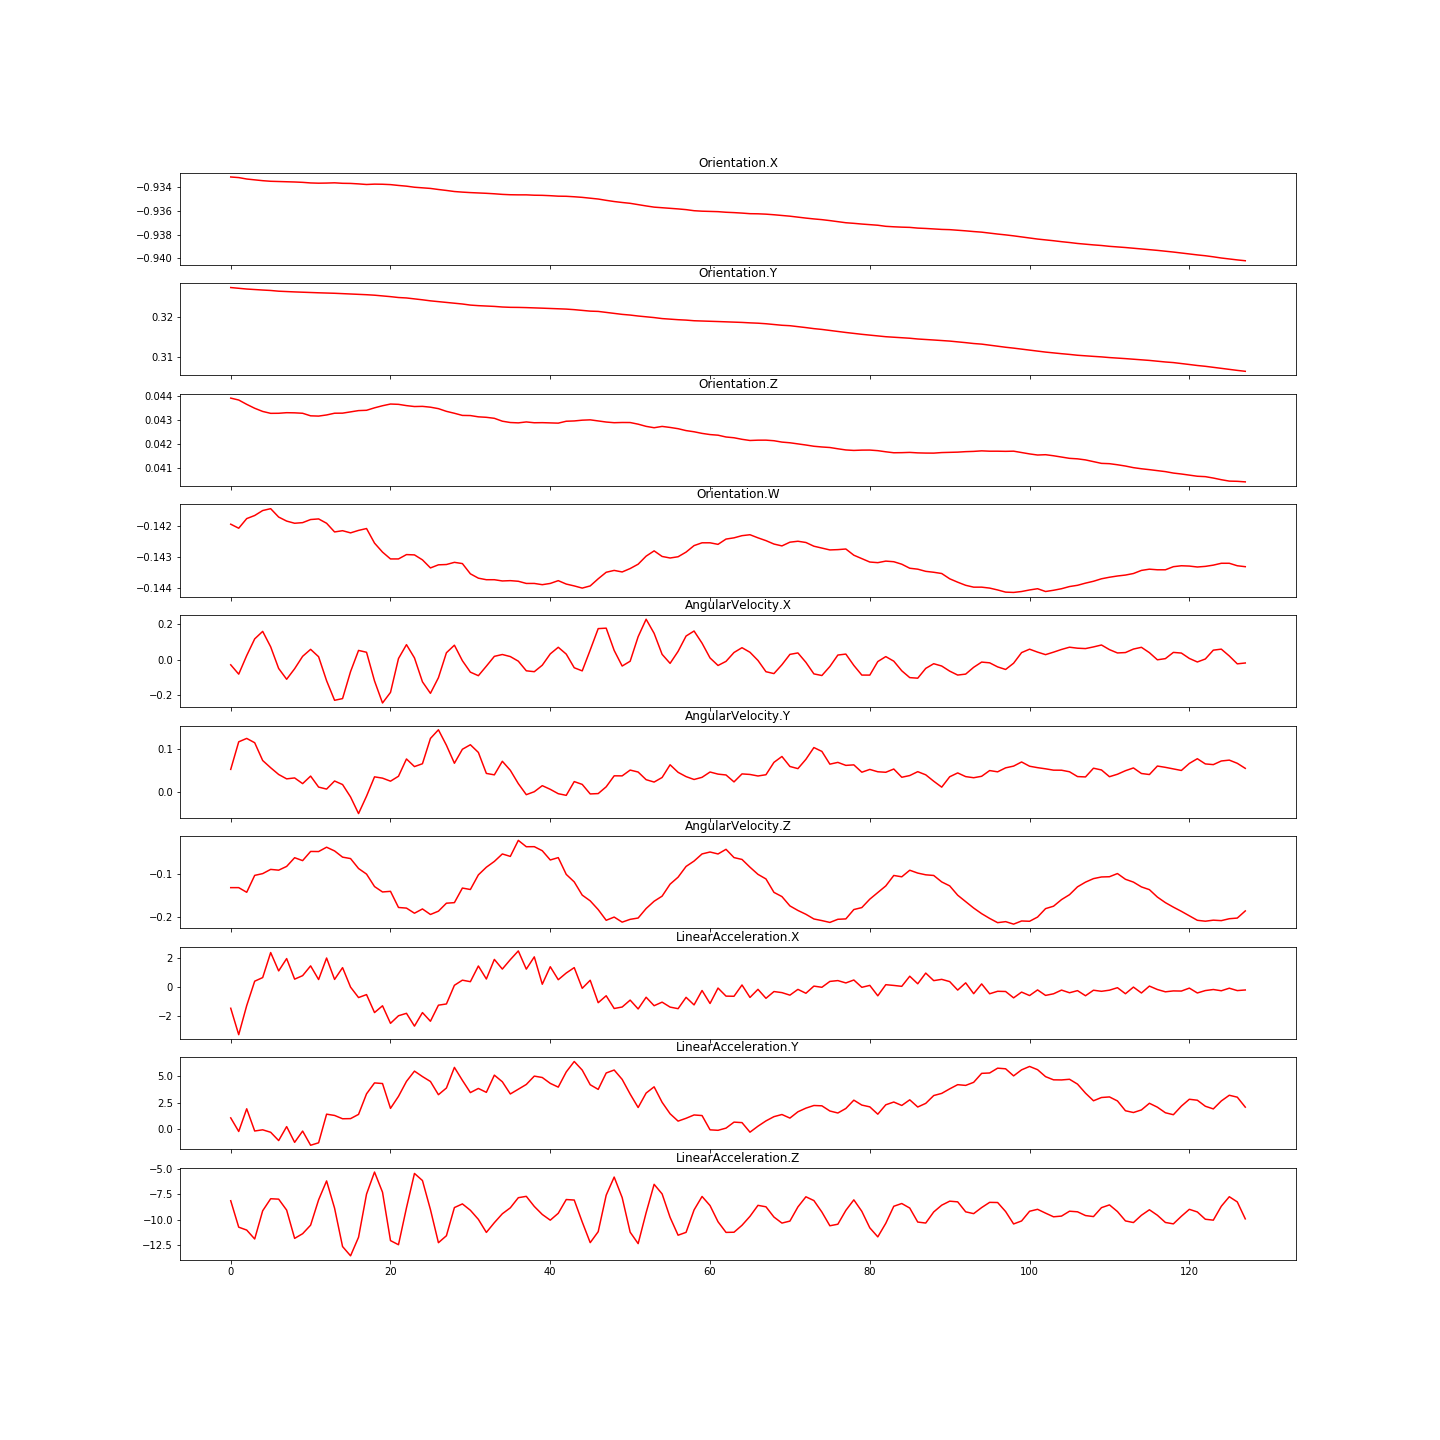 Orientation.X
−0.934
−0.936
−0.938
−0.940
Orientation.Y
0.32
0.31
Orientation.Z
0.044
0.043
0.042
0.041
Orientation.W
−0.142
−0.143
−0.144
AngularVelocity.X
0.2
0.0
−0.2
AngularVelocity.Y
0.1
0.0
AngularVelocity.Z
−0.1
−0.2
LinearAcceleration.X
2
0
−2
LinearAcceleration.Y
5.0
2.5
0.0
LinearAcceleration.Z
−5.0
−7.5
−10.0
−12.5
0 20 40 60 80 100 120